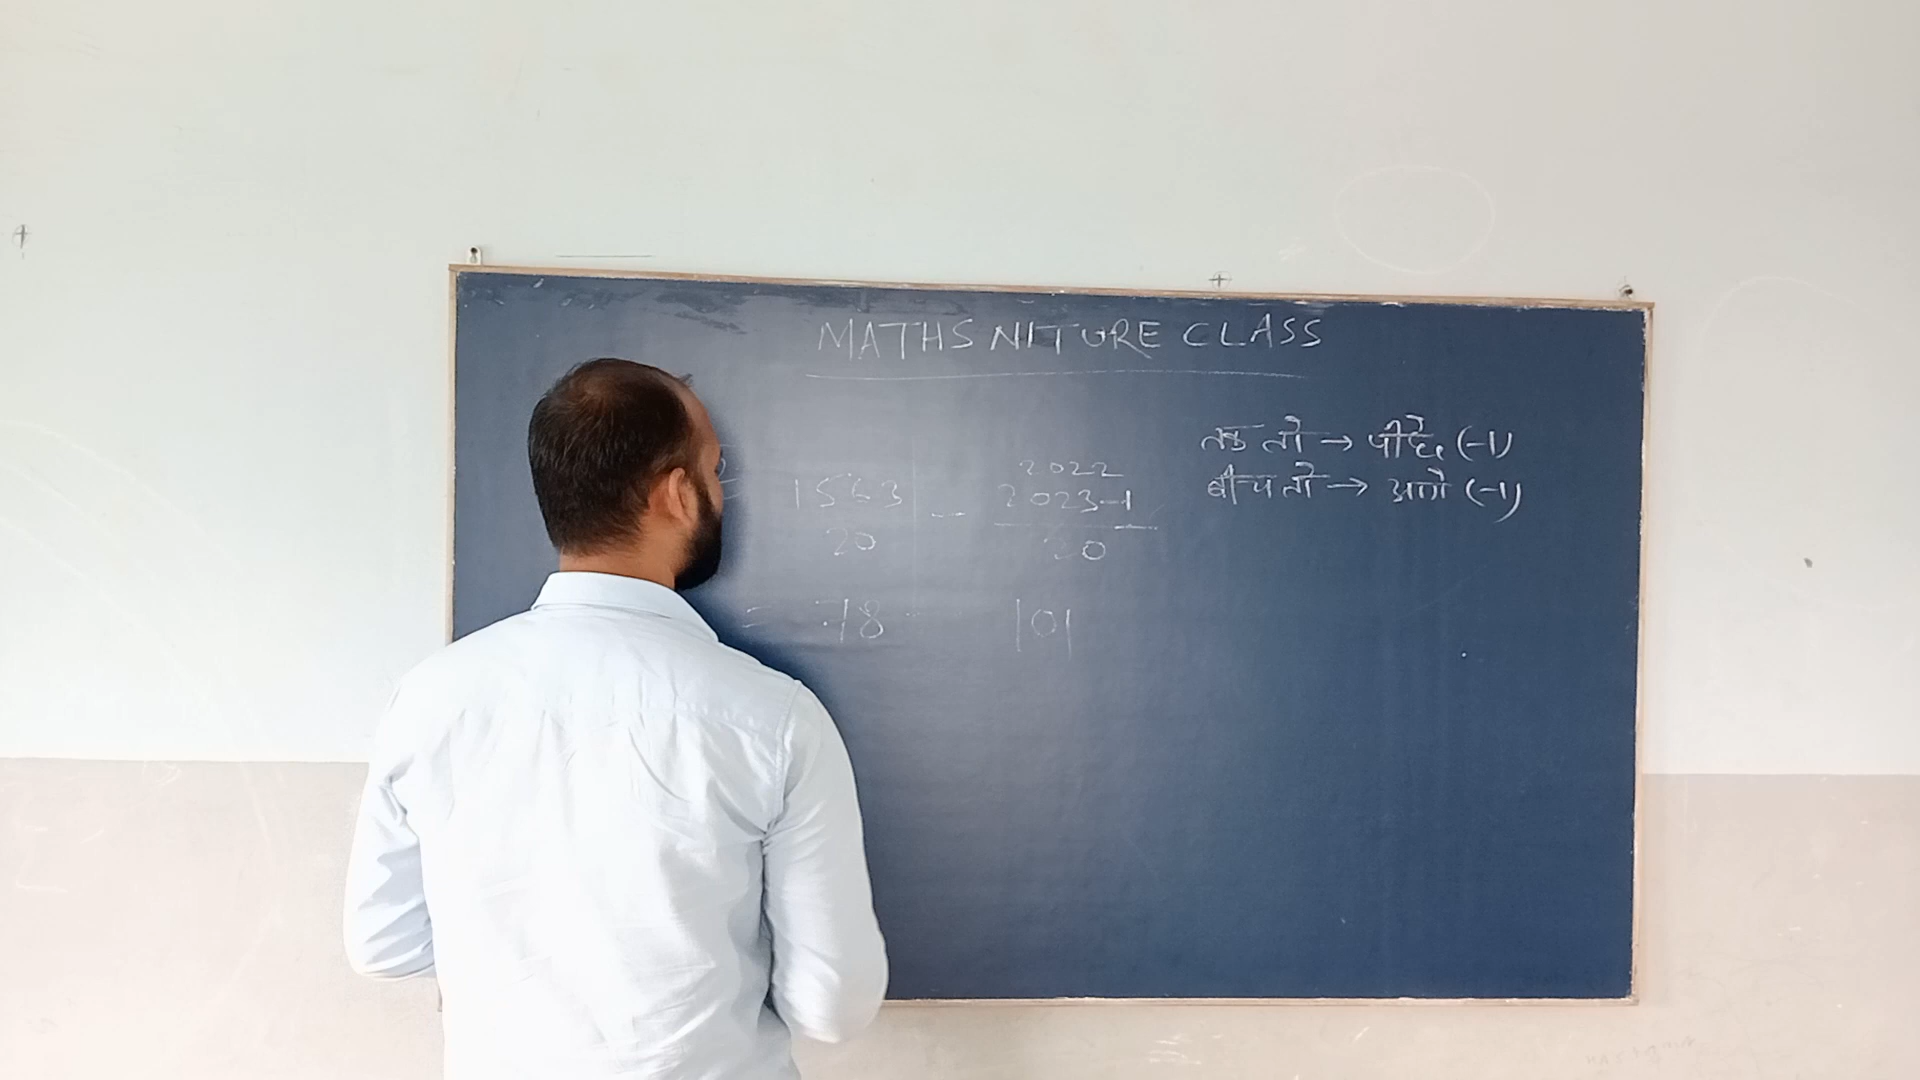 MATHS NITURE CLASS
तक तो → पीछे (-1)
बीच तो → आगे (-1)
2022
1563 - 2023-1
20 20
= 78 101